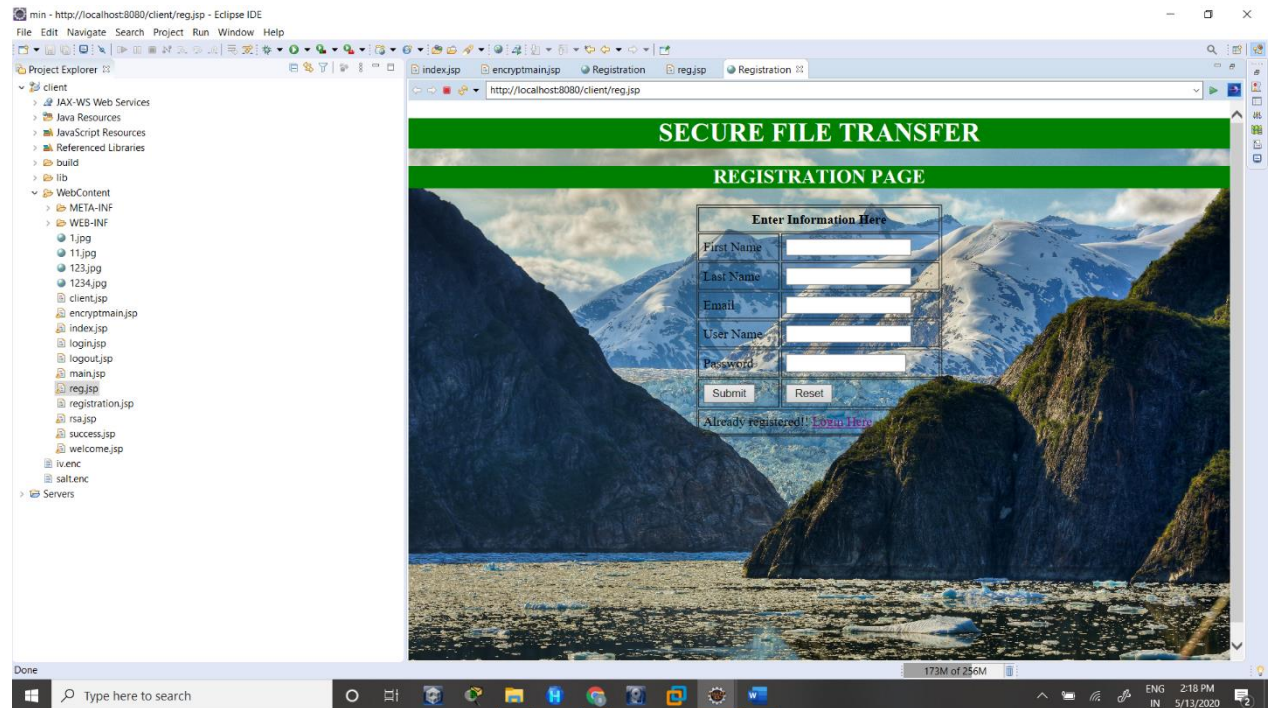 min - http://localhost:8080/client/reg.jsp - Eclipse IDE
File Edit Navigate Search Project Run Window Help
Project Explorer
client
JAX-WS Web Services
Java Resources
JavaScript Resources
Referenced Libraries
build
lib
WebContent
META-INF
WEB-INF
1.jpg
11.jpg
123.jpg
1234.jpg
client.jsp
encryptmain.jsp
index.jsp
login.jsp
logout.jsp
main.jsp
reg.jsp
registration.jsp
rsa.jsp
success.jsp
welcome.jsp
iv.enc
salt.enc
Servers
index.jsp encryptmain.jsp Registration reg.jsp Registration
http://localhost:8080/client/reg.jsp
SECURE FILE TRANSFER
REGISTRATION PAGE
Enter Information Here
First Name
Last Name
Email
User Name
Password
Submit Reset
Already registered!! Login Here
Done 173M of 256M
Type here to search
ENG 2:18 PM
IN 5/13/2020
2